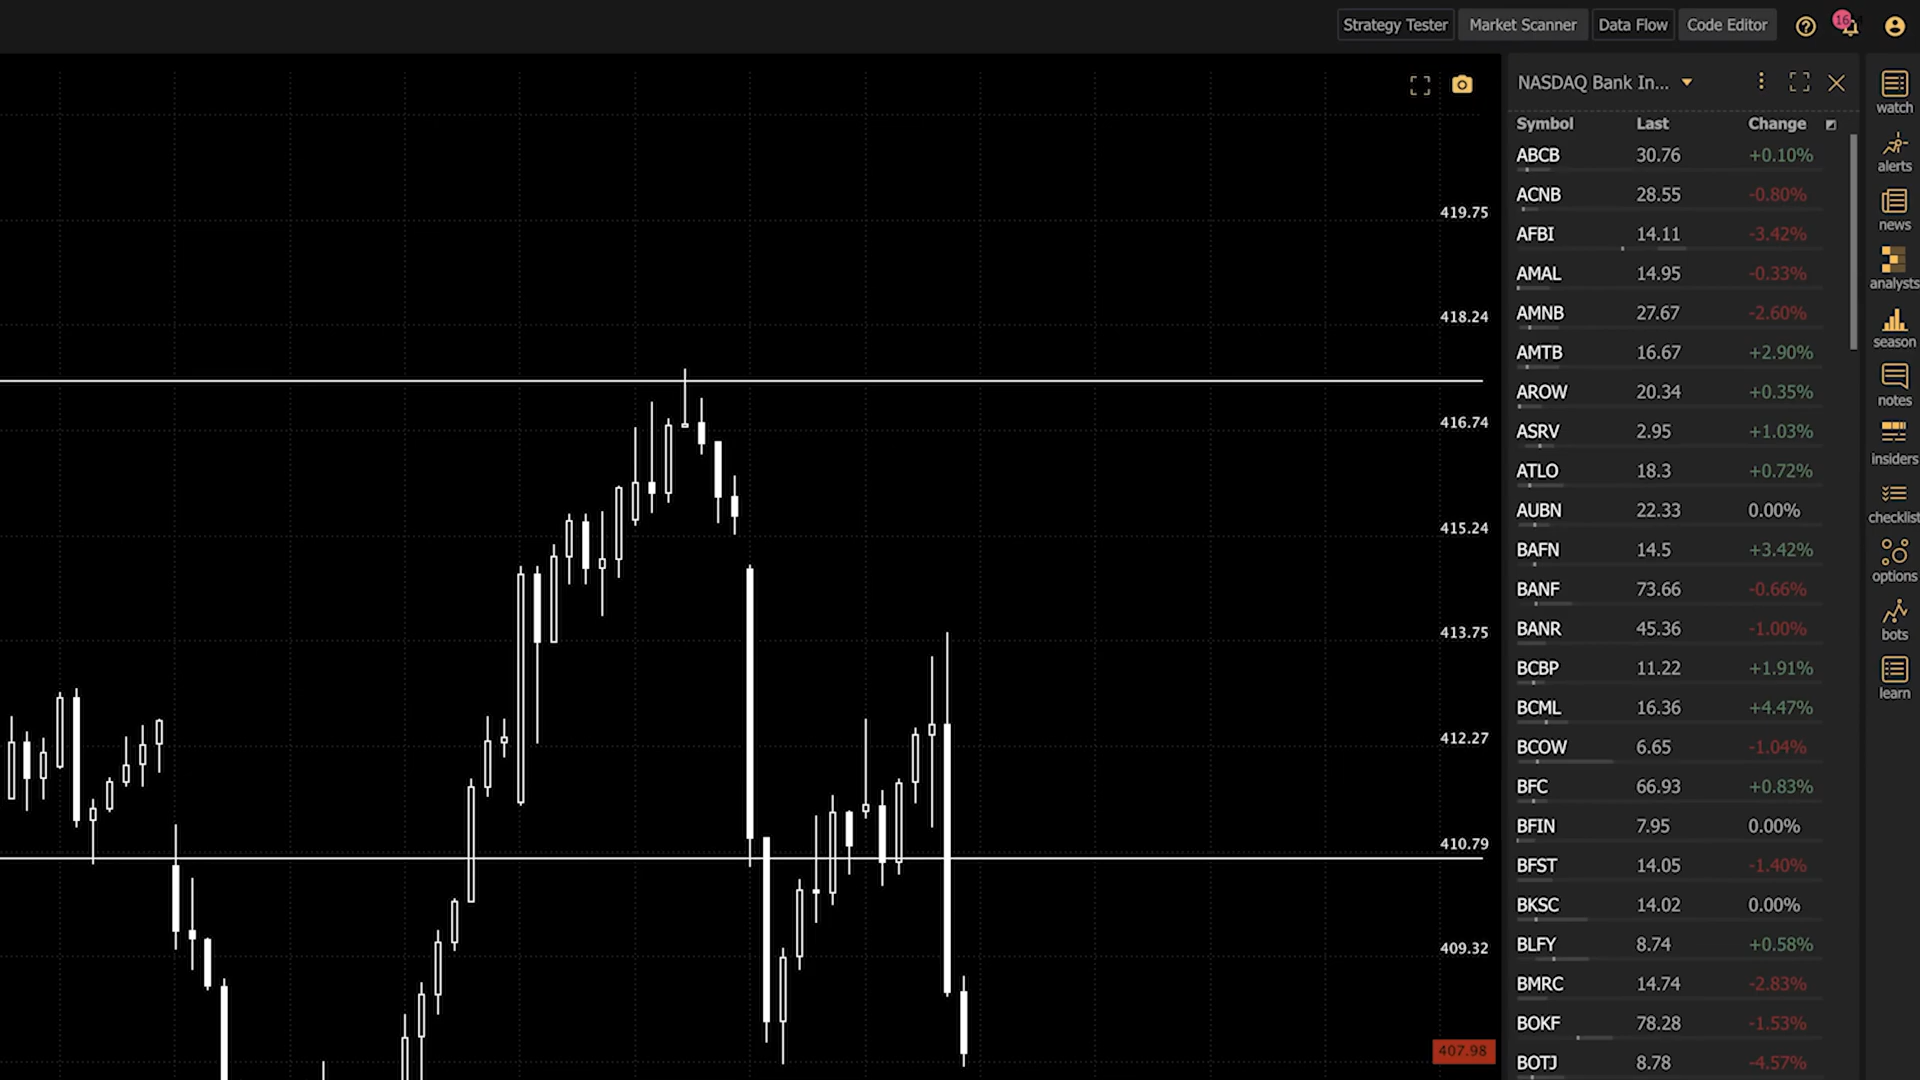 Strategy Tester Market Scanner Data Flow Code Editor 16
NASDAQ Bank In...
Symbol Last Change
ABCB 30.76 +0.10%
ACNB 28.55 -0.80%
AFBI 14.11 -3.42%
AMAL 14.95 -0.33%
AMNB 27.67 -2.60%
AMTB 16.67 +2.90%
AROW 20.34 +0.35%
ASRV 2.95 +1.03%
ATLO 18.3 +0.72%
AUBN 22.33 0.00%
BAFN 14.5 +3.42%
BANF 73.66 -0.66%
BANR 45.36 -1.00%
BCBP 11.22 +1.91%
BCML 16.36 +4.47%
BCOW 6.65 -1.04%
BFC 66.93 +0.83%
BFIN 7.95 0.00%
BFST 14.05 -1.40%
BKSC 14.02 0.00%
BLFY 8.74 +0.58%
BMRC 14.74 -2.83%
BOKF 78.28 -1.53%
BOTJ 8.78 -4.57%
419.75
418.24
416.74
415.24
413.75
412.27
410.79
409.32
407.98
watch
alerts
news
analysts
season
notes
insiders
checklist
options
bots
learn